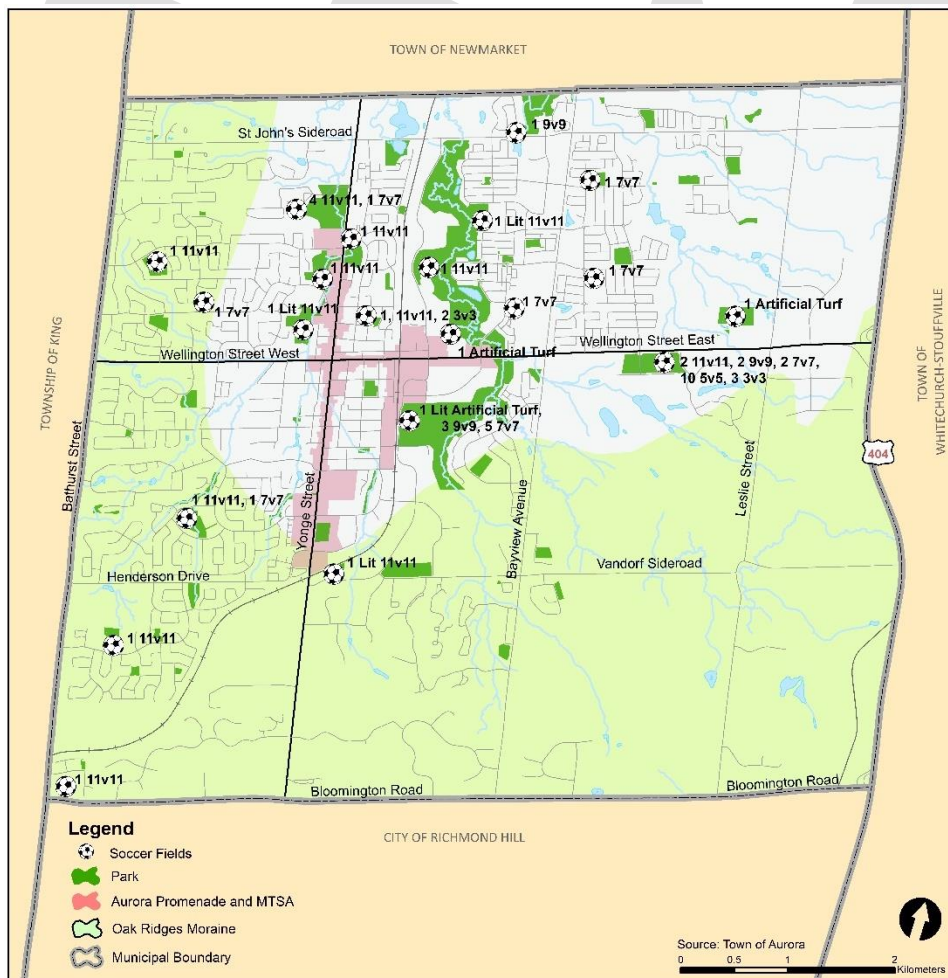 TOWN OF NEWMARKET
St John's Sideroad
1 9v9
1 7v7
4 11v11, 1 7v7
1 Lit 11v11
1 11v11
1 11v11
1 11v11
1 11v11
1 7v7
1 7v7
1 7v7
1 Lit 11v11
1, 11v11, 2 3v3
1 Artificial Turf
TOWNSHIP OF KING
Wellington Street West
1 Artificial Turf
Wellington Street East
2 11v11, 2 9v9, 2 7v7,
10 5v5, 3 3v3
TOWN OF
WHITECHURCH-STOUFFVILLE
1 Lit Artificial Turf,
3 9v9, 5 7v7
404
Bathurst Street
Yonge Street
Bayview Avenue
Leslie Street
1 11v11, 1 7v7
1 Lit 11v11
Henderson Drive
Vandorf Sideroad
1 11v11
1 11v11
Bloomington Road
Bloomington Road
CITY OF RICHMOND HILL
Legend
Soccer Fields
Park
Aurora Promenade and MTSA
Oak Ridges Moraine
Municipal Boundary
Source: Town of Aurora
0 0.5 1 2
Kilometers